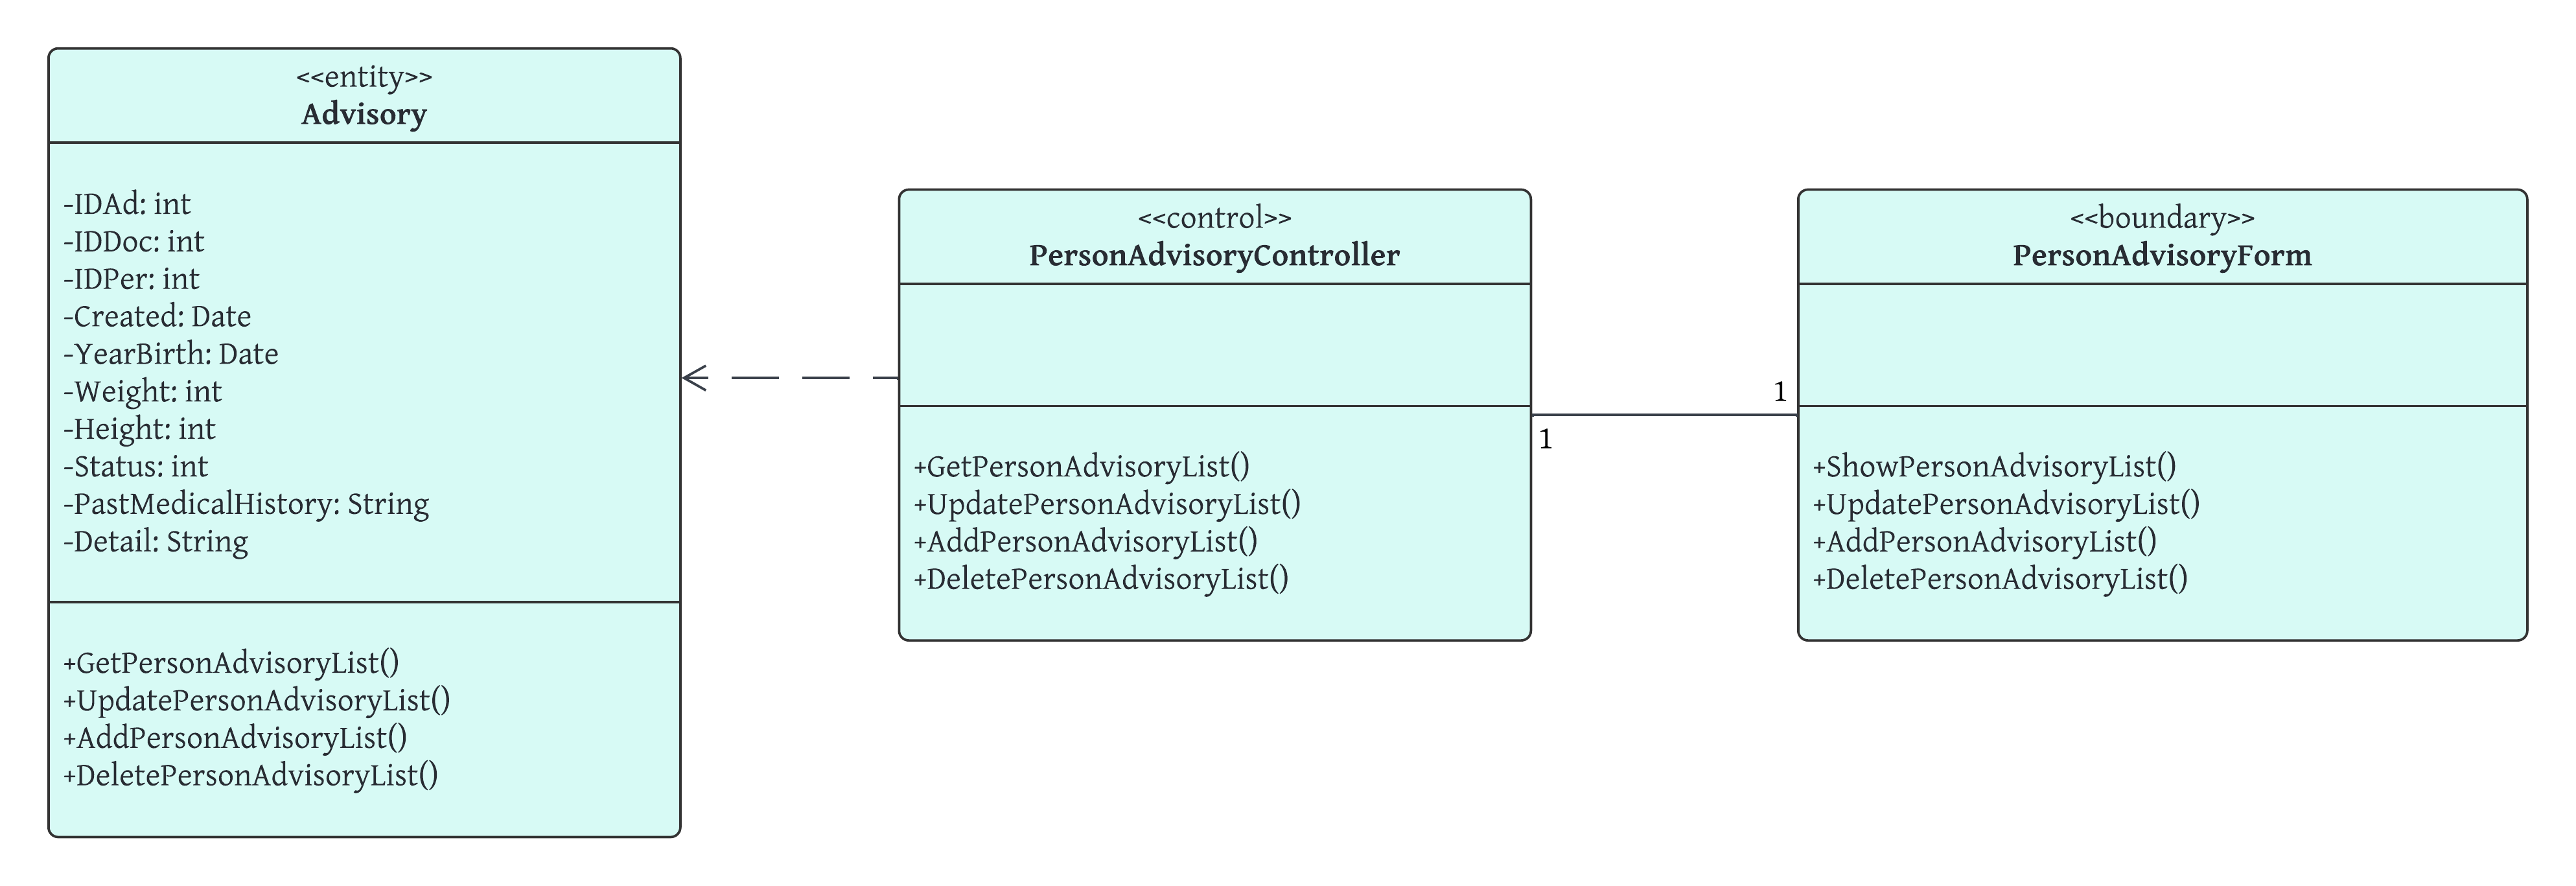 <<entity>>
Advisory
-IDAd: int
-IDDoc: int
-IDPer: int
-Created: Date
-YearBirth: Date
-Weight: int
-Height: int
-Status: int
-PastMedicalHistory: String
-Detail: String
+GetPersonAdvisoryList()
+UpdatePersonAdvisoryList()
+AddPersonAdvisoryList()
+DeletePersonAdvisoryList()
<<control>>
PersonAdvisoryController
+GetPersonAdvisoryList()
+UpdatePersonAdvisoryList()
+AddPersonAdvisoryList()
+DeletePersonAdvisoryList()
1
1
<<boundary>>
PersonAdvisoryForm
+ShowPersonAdvisoryList()
+UpdatePersonAdvisoryList()
+AddPersonAdvisoryList()
+DeletePersonAdvisoryList()